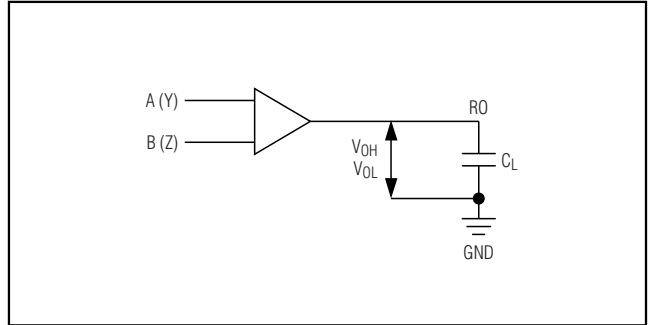 A (Y)
B (Z)
RO
VOH
VOL
CL
GND